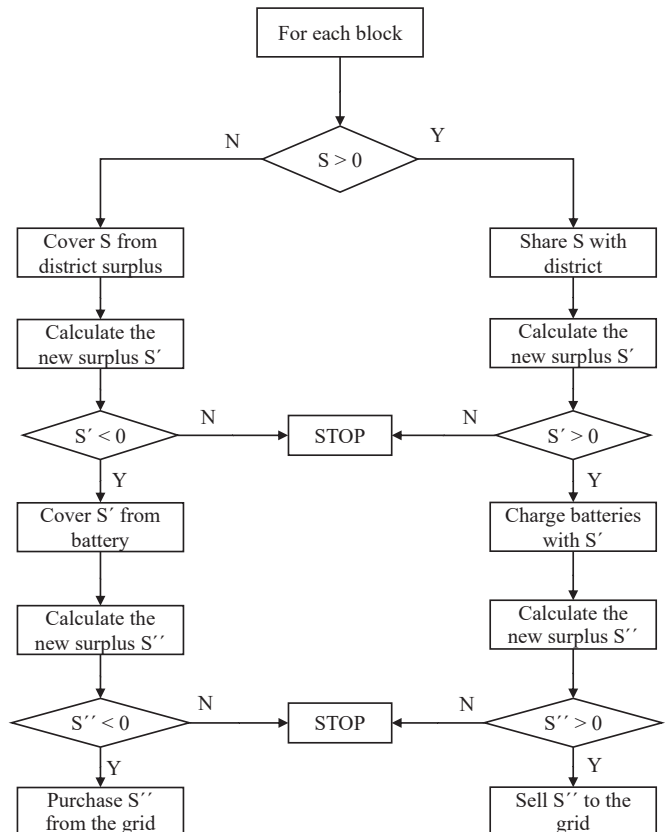 For each block
N
Y
S > 0
Cover S from
district surplus
Share S with
district
Calculate the
new surplus S´
Calculate the
new surplus S´
S´ < 0
N
STOP
N
S´ > 0
Y
Y
Cover S´ from
battery
Charge batteries
with S´
Calculate the
new surplus S´´
Calculate the
new surplus S´´
S´´ < 0
N
STOP
N
S´´ > 0
Y
Y
Purchase S´´
from the grid
Sell S´´ to the
grid